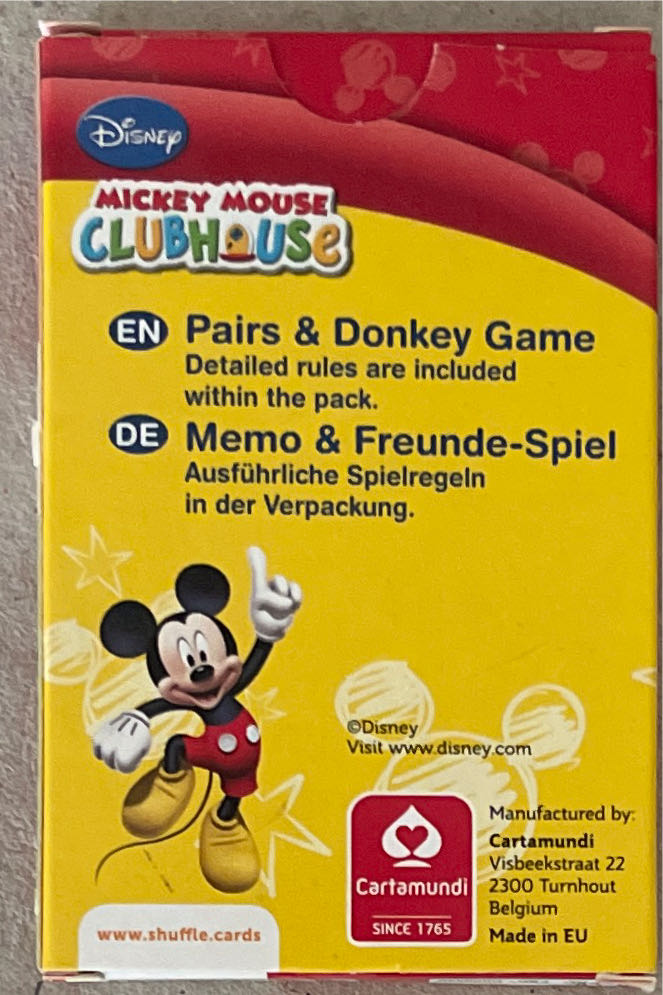 Disney
MICKEY MOUSE
CLUBHOUSE
EN Pairs & Donkey Game
Detailed rules are included
within the pack.
DE Memo & Freunde-Spiel
Ausführliche Spielregeln
in der Verpackung.
©Disney
Visit www.disney.com
Manufactured by:
Cartamundi
Visbeekstraat 22
2300 Turnhout
Belgium
Made in EU
Cartamundi
SINCE 1765
www.shuffle.cards